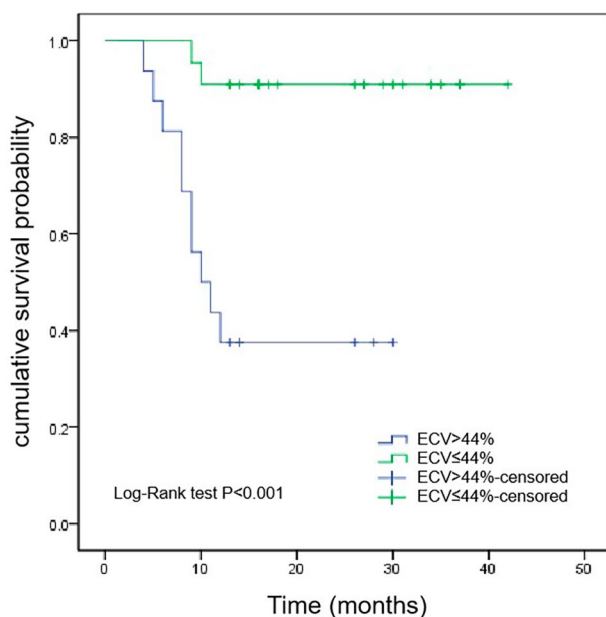 cumulative survival probability
1.0
0.8
0.6
0.4
0.2
0.0
ECV>44%
ECV≤44%
ECV>44%-censored
ECV≤44%-censored
Log-Rank test P<0.001
0 10 20 30 40 50
Time (months)